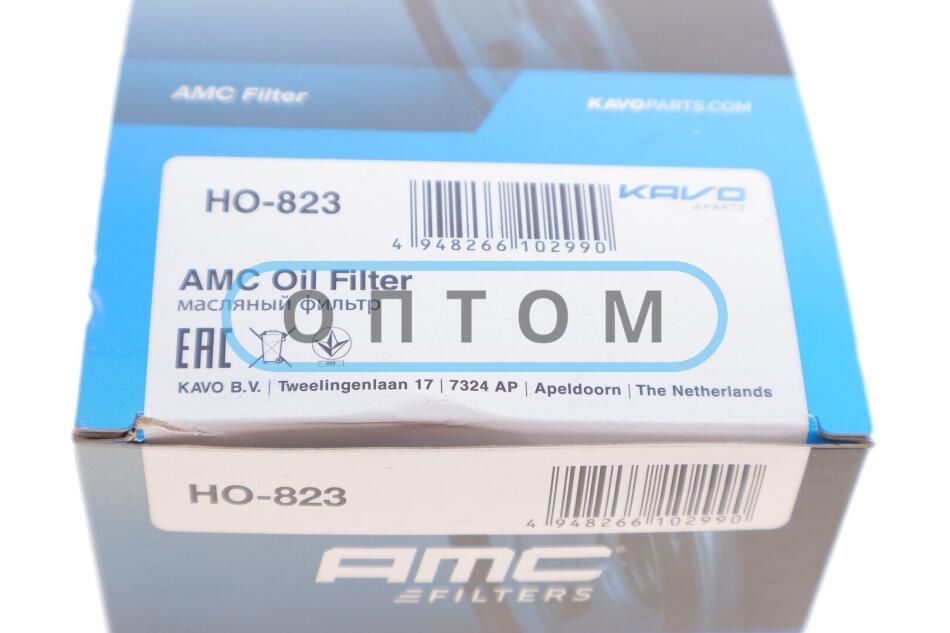 AMC Filter
KAVOPARTS.COM
HO-823
KAVO
PARTS
4 948266 102990
AMC Oil Filter
масляный фильтр
ОПТОМ
EAC
KAVO B.V. | Tweelingenlaan 17 | 7324 AP | Apeldoorn | The Netherlands
HO-823
4 948266 102990
AMC®
FILTERS